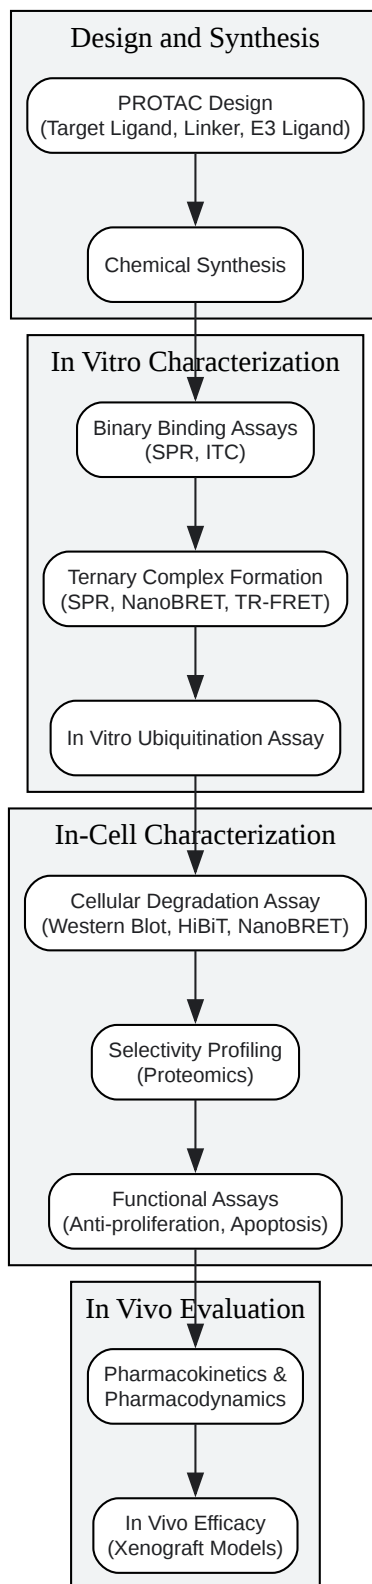 Design and Synthesis
PROTAC Design
(Target Ligand, Linker, E3 Ligand)
Chemical Synthesis
In Vitro Characterization
Binary Binding Assays
(SPR, ITC)
Ternary Complex Formation
(SPR, NanoBRET, TR-FRET)
In Vitro Ubiquitination Assay
In-Cell Characterization
Cellular Degradation Assay
(Western Blot, HiBiT, NanoBRET)
Selectivity Profiling
(Proteomics)
Functional Assays
(Anti-proliferation, Apoptosis)
In Vivo Evaluation
Pharmacokinetics &
Pharmacodynamics
In Vivo Efficacy
(Xenograft Models)